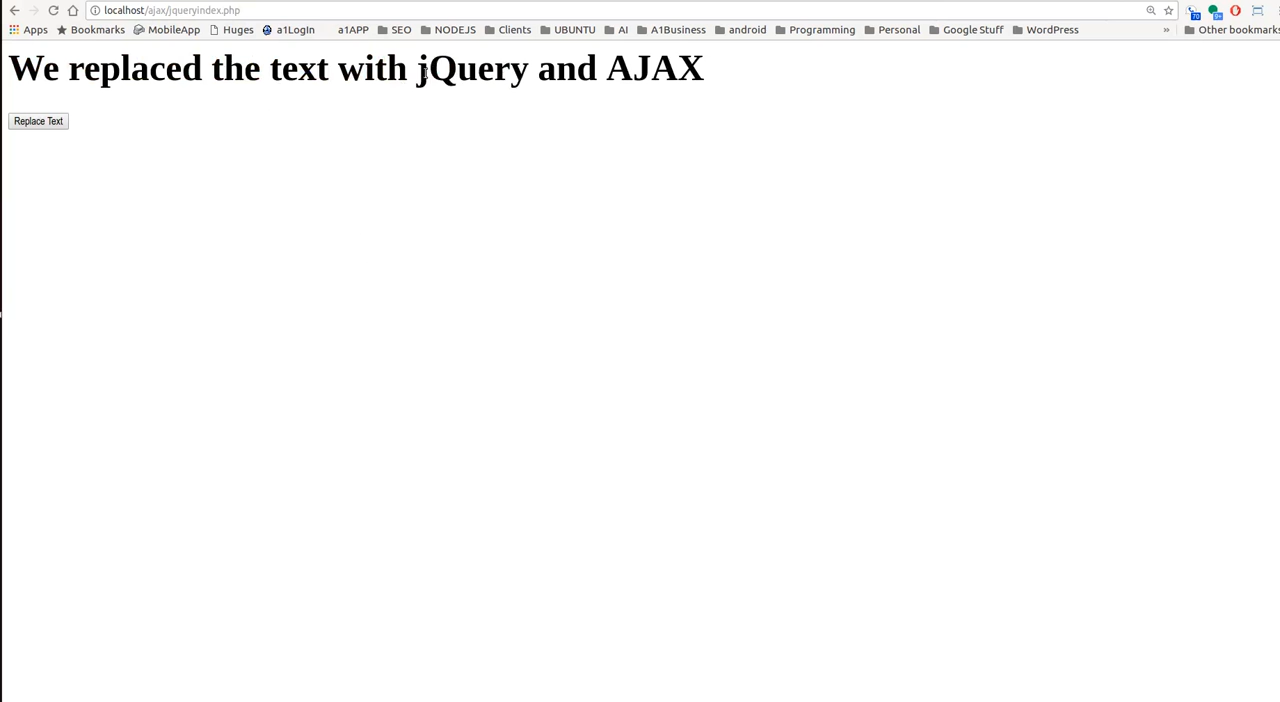 localhost/ajax/jqueryindex.php
Apps Bookmarks MobileApp Huges a1LogIn a1APP SEO NODEJS Clients UBUNTU AI A1Business android Programming Personal Google Stuff WordPress » Other bookmarks
We replaced the text with jQuery and AJAX
Replace Text